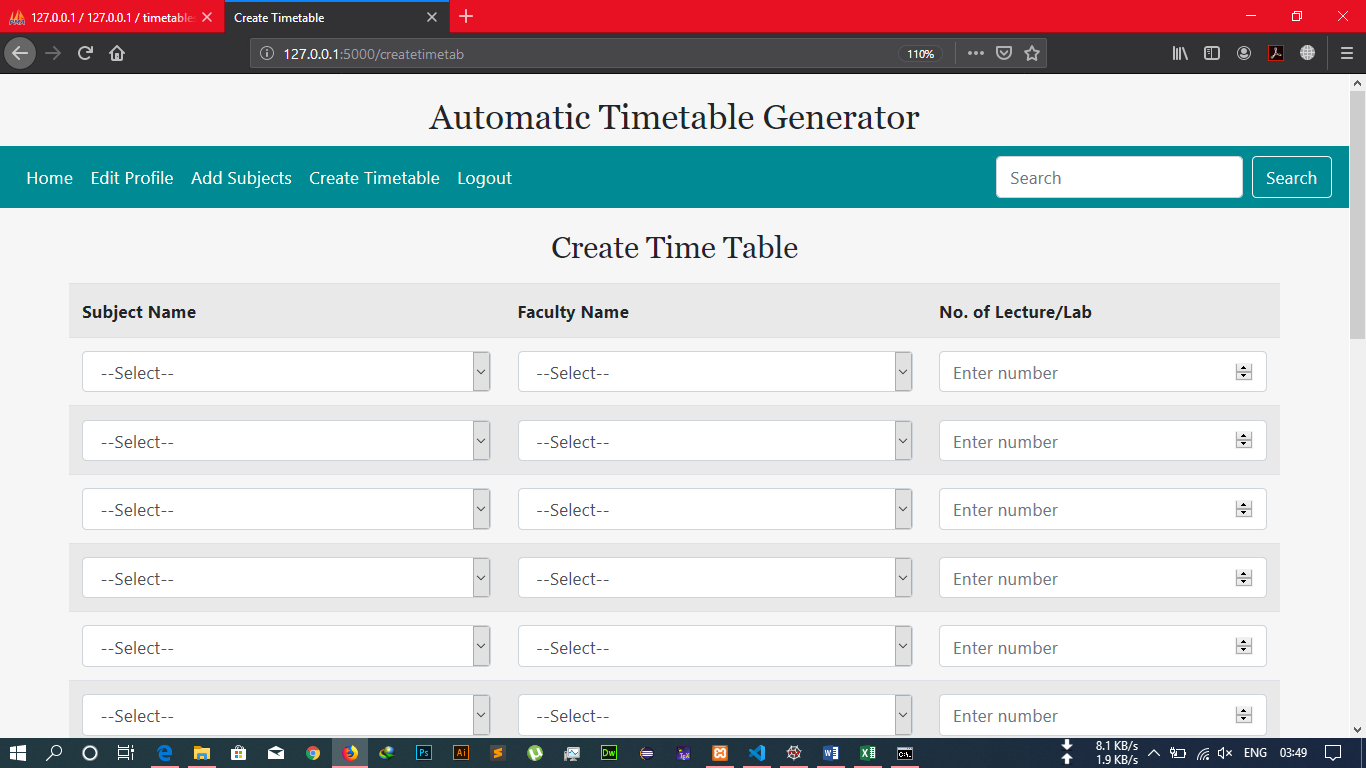 127.0.0.1 / 127.0.0.1 / timetable
Create Timetable
127.0.0.1:5000/createtimetab
110%
Automatic Timetable Generator
Home Edit Profile Add Subjects Create Timetable Logout Search Search
Create Time Table
Subject Name Faculty Name No. of Lecture/Lab
--Select-- --Select-- Enter number
--Select-- --Select-- Enter number
--Select-- --Select-- Enter number
--Select-- --Select-- Enter number
--Select-- --Select-- Enter number
--Select-- --Select-- Enter number
Ps Ai Dw
8.1 KB/s
1.9 KB/s
ENG 03:49